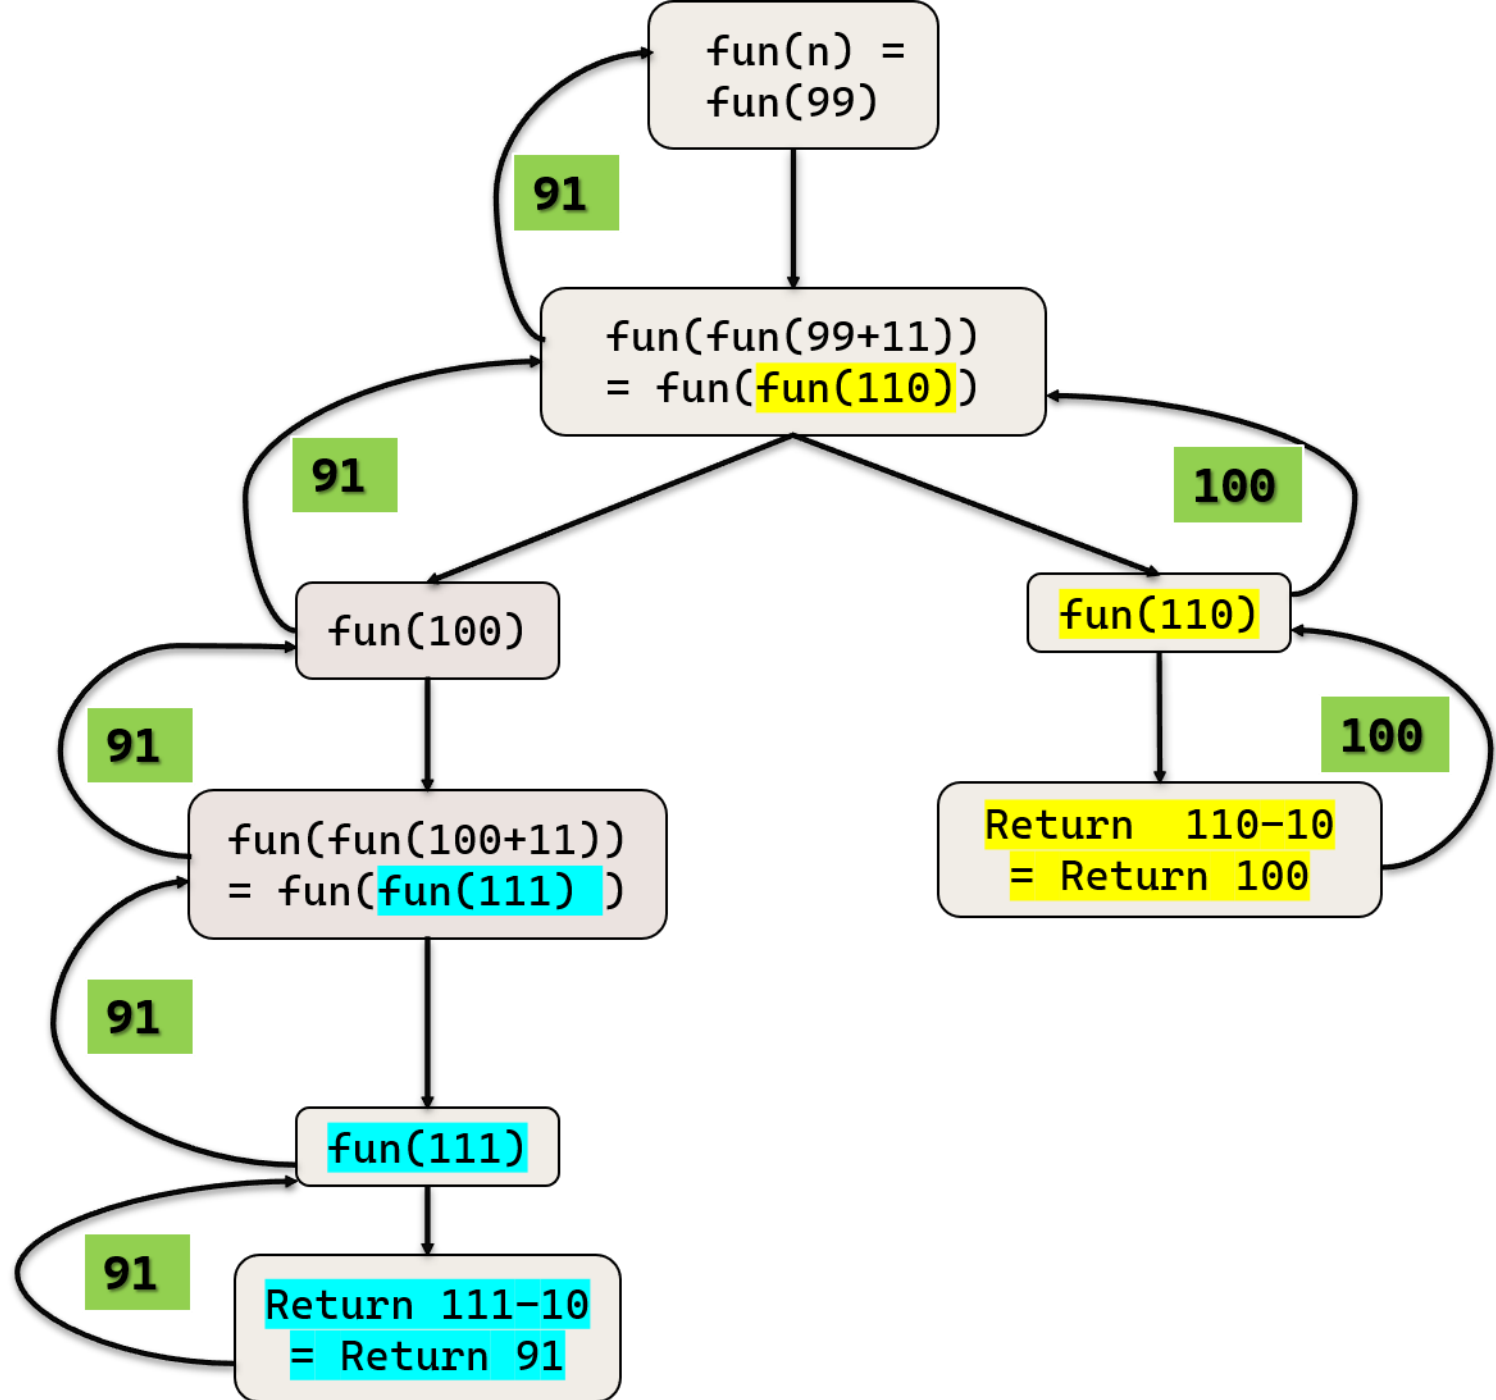 fun(n) =
fun(99)
91
fun(fun(99+11))
= fun(fun(110))
91
100
fun(100)
fun(110)
91
100
fun(fun(100+11))
= fun(fun(111) )
Return  110-10
= Return 100
91
fun(111)
91
Return 111-10
= Return 91